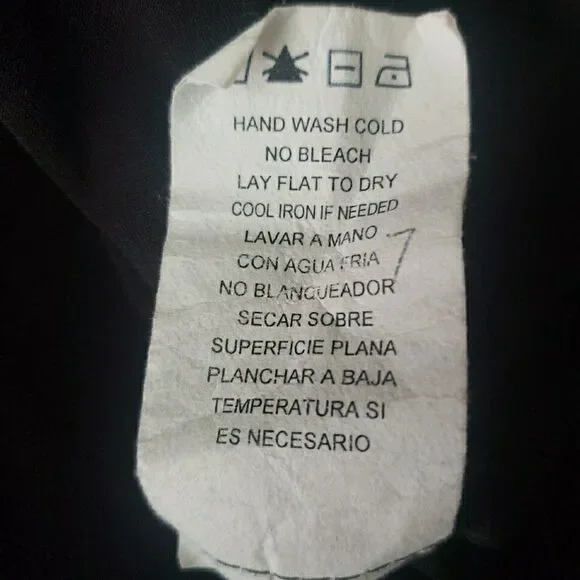 HAND WASH COLD
NO BLEACH
LAY FLAT TO DRY
COOL IRON IF NEEDED
LAVAR A MANO
CON AGUA FRIA
NO BLANQUEADOR
SECAR SOBRE
SUPERFICIE PLANA
PLANCHAR A BAJA
TEMPERATURA SI
ES NECESARIO